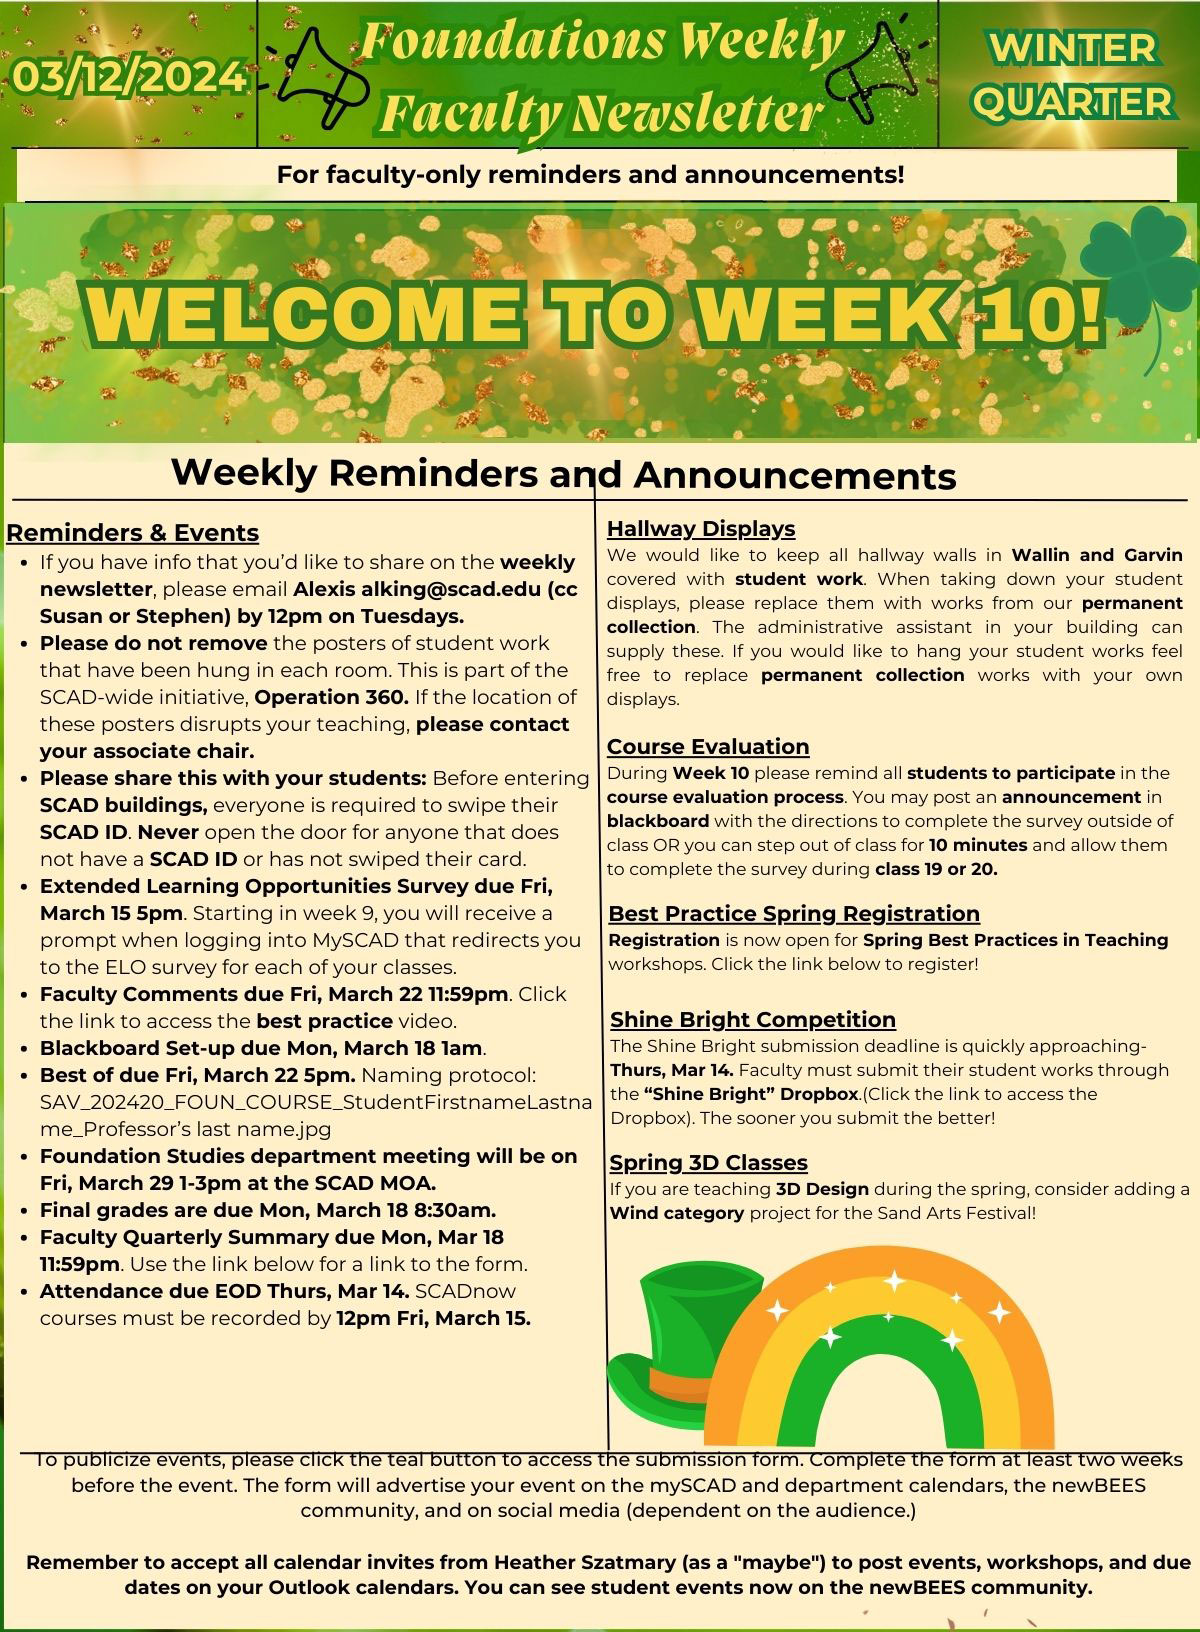 03/12/2024
Foundations Weekly
Faculty Newsletter
WINTER
QUARTER
For faculty-only reminders and announcements!
WELCOME TO WEEK 10!
Weekly Reminders and Announcements
Reminders & Events
• If you have info that you’d like to share on the weekly
newsletter, please email Alexis alking@scad.edu (cc
Susan or Stephen) by 12pm on Tuesdays.
• Please do not remove the posters of student work
that have been hung in each room. This is part of the
SCAD-wide initiative, Operation 360. If the location of
these posters disrupts your teaching, please contact
your associate chair.
• Please share this with your students: Before entering
SCAD buildings, everyone is required to swipe their
SCAD ID. Never open the door for anyone that does
not have a SCAD ID or has not swiped their card.
• Extended Learning Opportunities Survey due Fri,
March 15 5pm. Starting in week 9, you will receive a
prompt when logging into MySCAD that redirects you
to the ELO survey for each of your classes.
• Faculty Comments due Fri, March 22 11:59pm. Click
the link to access the best practice video.
• Blackboard Set-up due Mon, March 18 1am.
• Best of due Fri, March 22 5pm. Naming protocol:
SAV_202420_FOUN_COURSE_StudentFirstnameLastna
me_Professor’s last name.jpg
• Foundation Studies department meeting will be on
Fri, March 29 1-3pm at the SCAD MOA.
• Final grades are due Mon, March 18 8:30am.
• Faculty Quarterly Summary due Mon, Mar 18
11:59pm. Use the link below for a link to the form.
• Attendance due EOD Thurs, Mar 14. SCADnow
courses must be recorded by 12pm Fri, March 15.
Hallway Displays
We would like to keep all hallway walls in Wallin and Garvin
covered with student work. When taking down your student
displays, please replace them with works from our permanent
collection. The administrative assistant in your building can
supply these. If you would like to hang your student works feel
free to replace permanent collection works with your own
displays.
Course Evaluation
During Week 10 please remind all students to participate in the
course evaluation process. You may post an announcement in
blackboard with the directions to complete the survey outside of
class OR you can step out of class for 10 minutes and allow them
to complete the survey during class 19 or 20.
Best Practice Spring Registration
Registration is now open for Spring Best Practices in Teaching
workshops. Click the link below to register!
Shine Bright Competition
The Shine Bright submission deadline is quickly approaching-
Thurs, Mar 14. Faculty must submit their student works through
the “Shine Bright” Dropbox.(Click the link to access the
Dropbox). The sooner you submit the better!
Spring 3D Classes
If you are teaching 3D Design during the spring, consider adding a
Wind category project for the Sand Arts Festival!
To publicize events, please click the teal button to access the submission form. Complete the form at least two weeks
before the event. The form will advertise your event on the mySCAD and department calendars, the newBEES
community, and on social media (dependent on the audience.)
Remember to accept all calendar invites from Heather Szatmary (as a "maybe") to post events, workshops, and due
dates on your Outlook calendars. You can see student events now on the newBEES community.